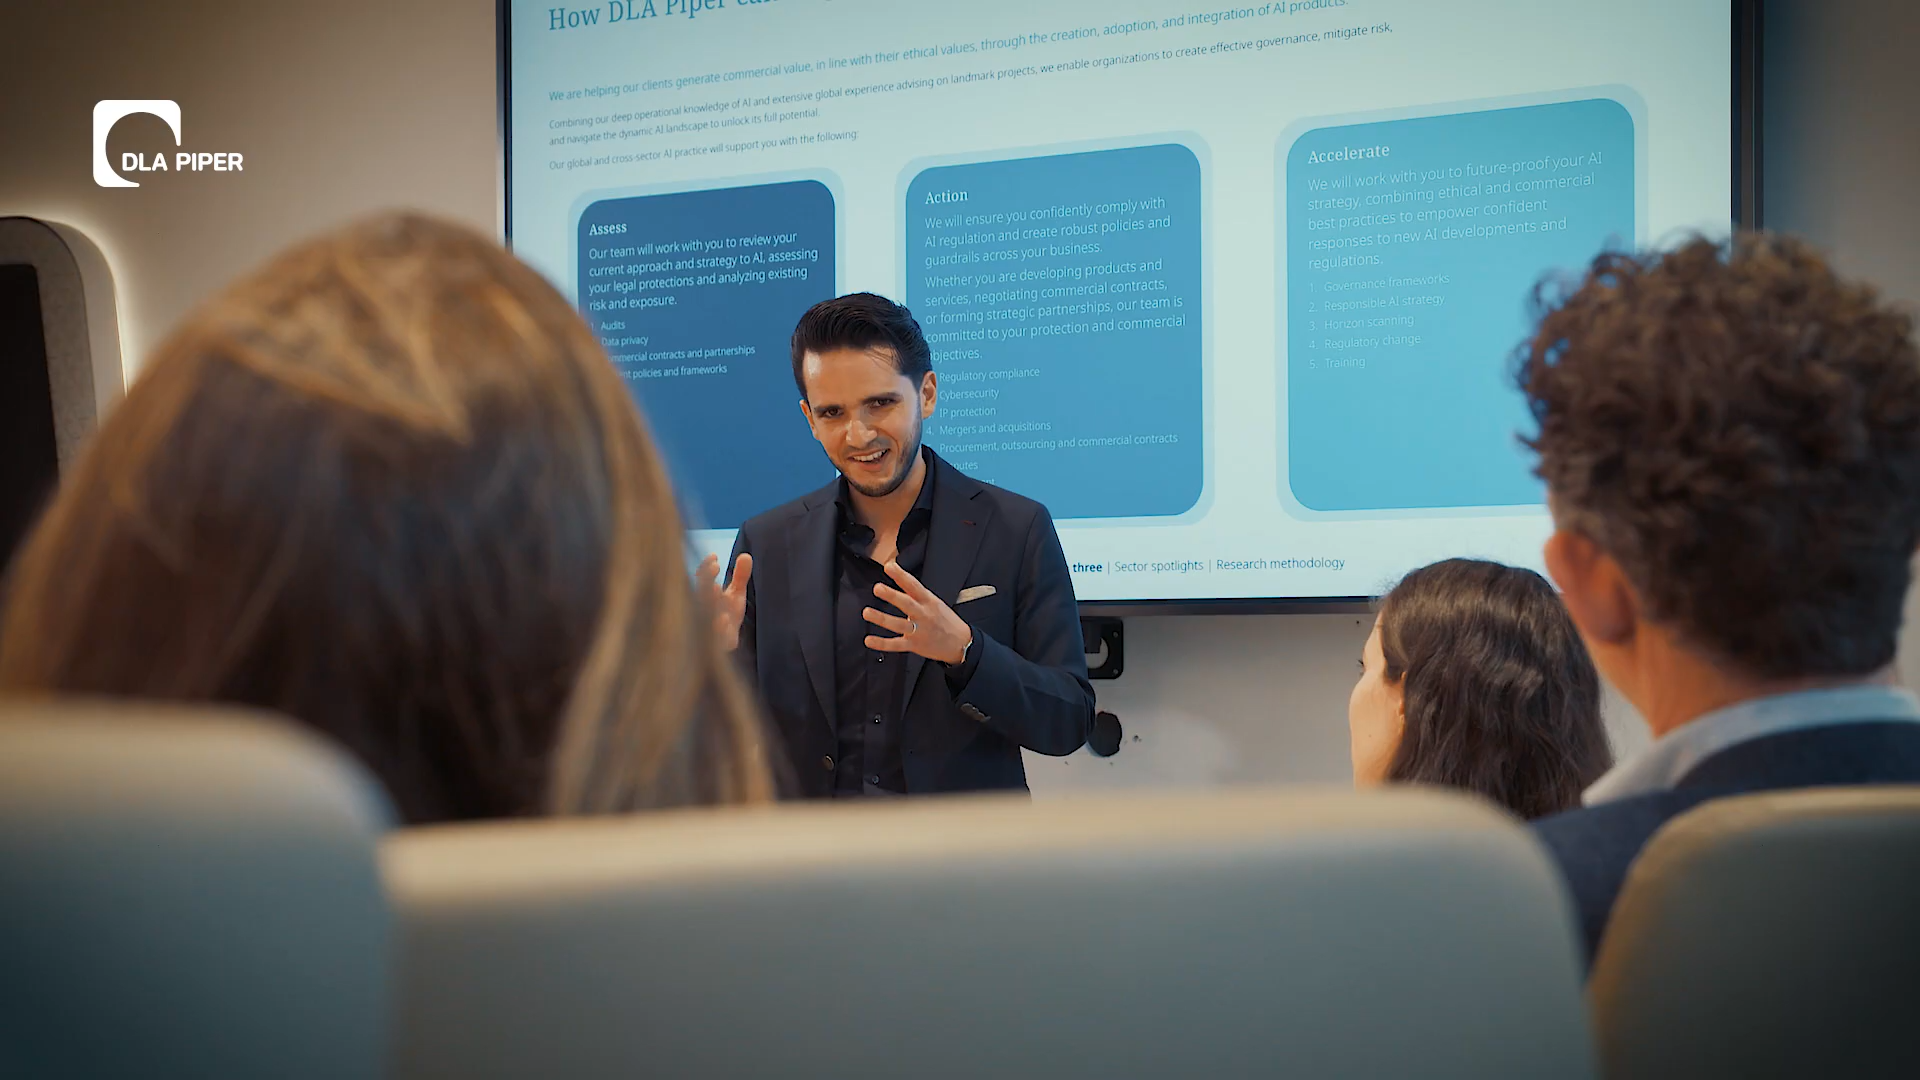 DLA PIPER
How DLA Piper
We are helping our clients generate commercial value, in line with their ethical values, through the creation, adoption, and integration of AI products.
Combining our deep operational knowledge of AI and extensive global experience advising on landmark projects, we enable organizations to create effective governance, mitigate risk,
and navigate the dynamic AI landscape to unlock its full potential.
Our global and cross-sector AI practice will support you with the following:
Assess
Our team will work with you to review your
current approach and strategy to AI, assessing
your legal protections and analyzing existing
risk and exposure.
Audits
Data privacy
commercial contracts and partnerships
policies and frameworks
Action
We will ensure you confidently comply with
AI regulation and create robust policies and
guardrails across your business.
Whether you are developing products and
services, negotiating commercial contracts,
or forming strategic partnerships, our team is
committed to your protection and commercial
objectives.
Regulatory compliance
Cybersecurity
IP protection
4. Mergers and acquisitions
Procurement, outsourcing and commercial contracts
Accelerate
We will work with you to future-proof your AI
strategy, combining ethical and commercial
best practices to empower confident
responses to new AI developments and
regulations.
1. Governance frameworks
2. Responsible AI strategy
3. Horizon scanning
4. Regulatory change
5. Training
three | Sector spotlights | Research methodology